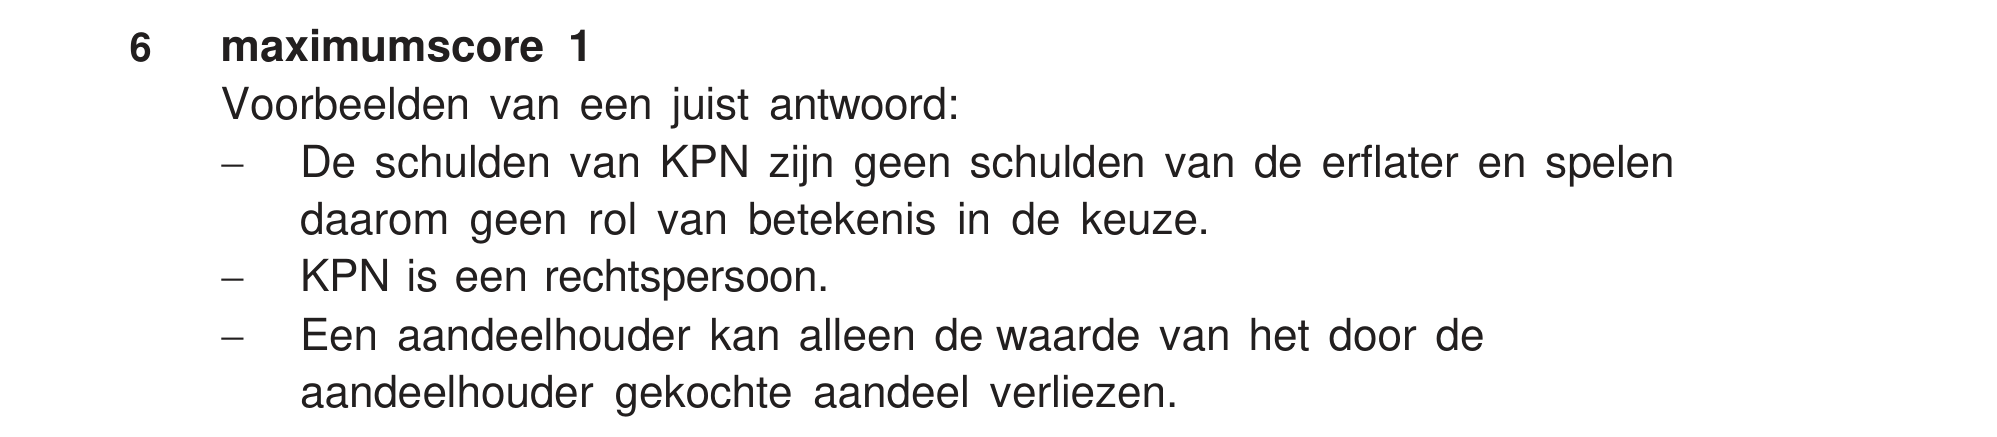 6 maximumscore 1
Voorbeelden van een juist antwoord:
– De schulden van KPN zijn geen schulden van de erflater en spelen
daarom geen rol van betekenis in de keuze.
– KPN is een rechtspersoon.
– Een aandeelhouder kan alleen de waarde van het door de
aandeelhouder gekochte aandeel verliezen.